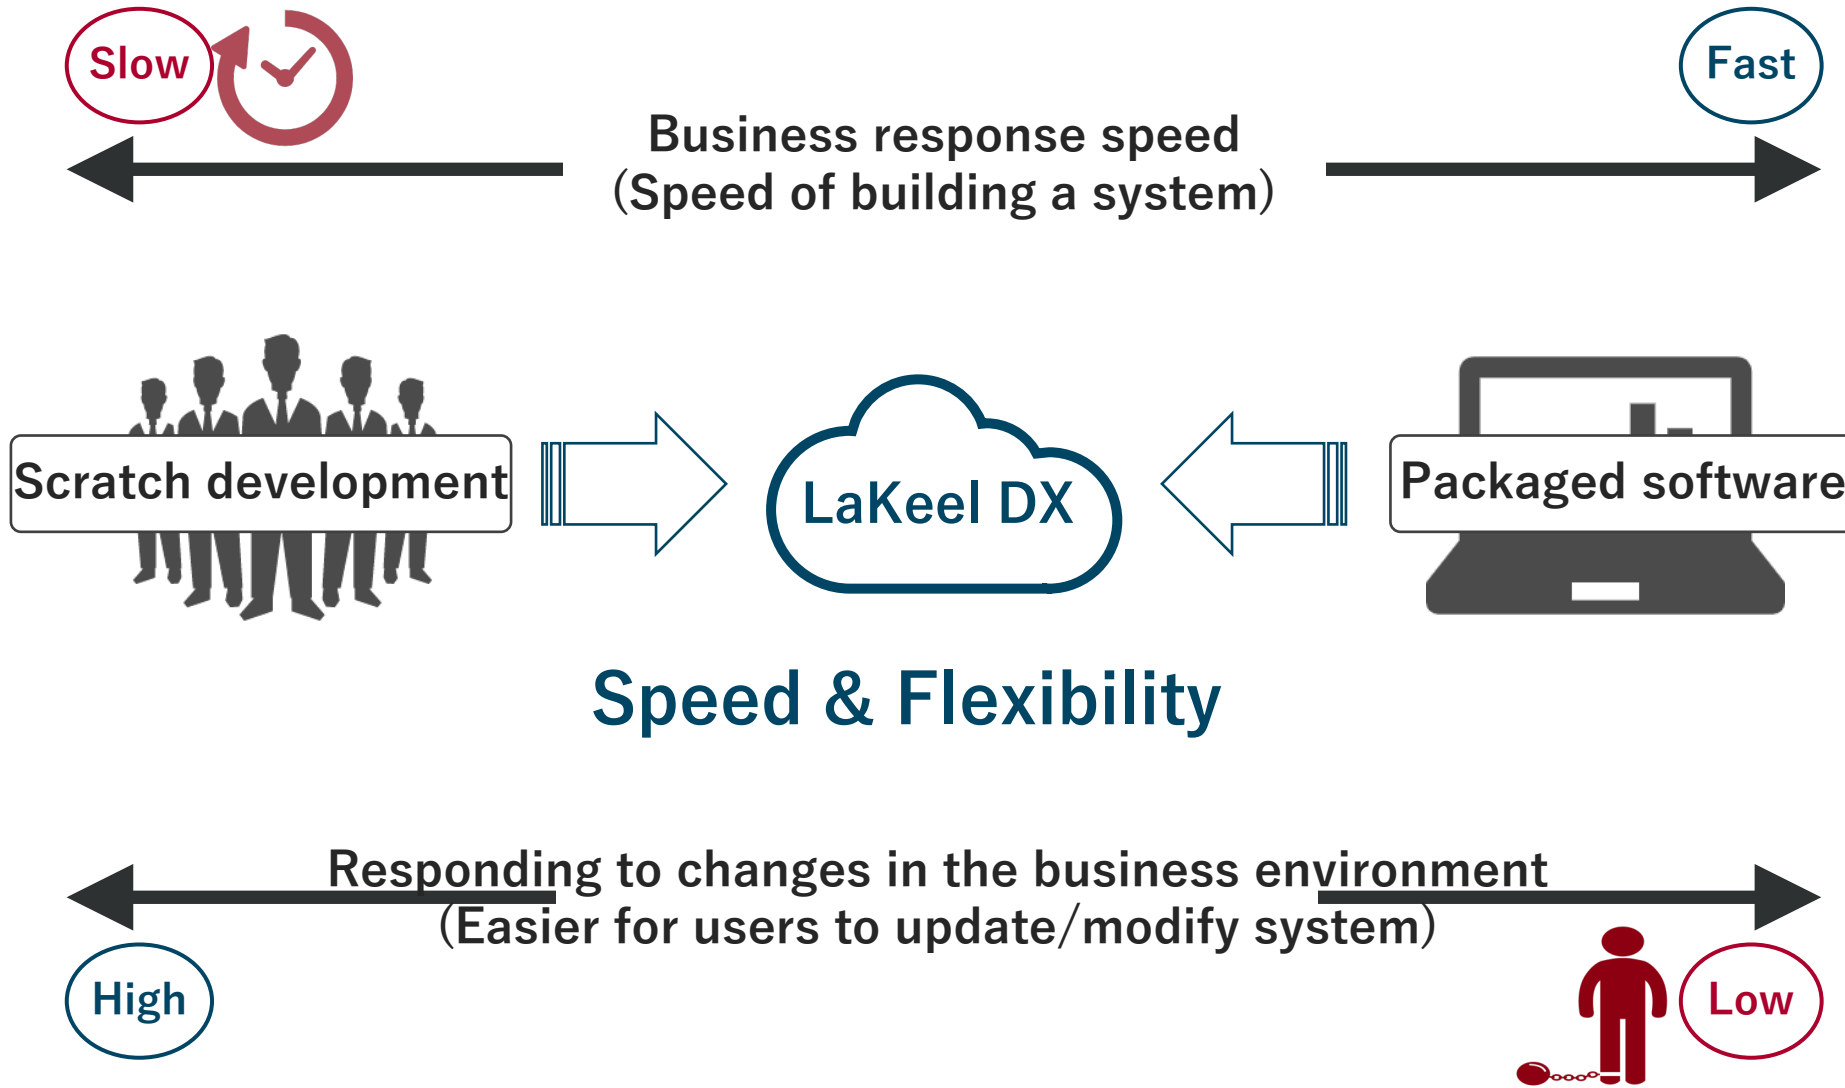 Slow
Fast
Business response speed
(Speed of building a system)
Scratch development
LaKeel DX
Packaged software
Speed & Flexibility
Responding to changes in the business environment
(Easier for users to update/modify system)
High
Low